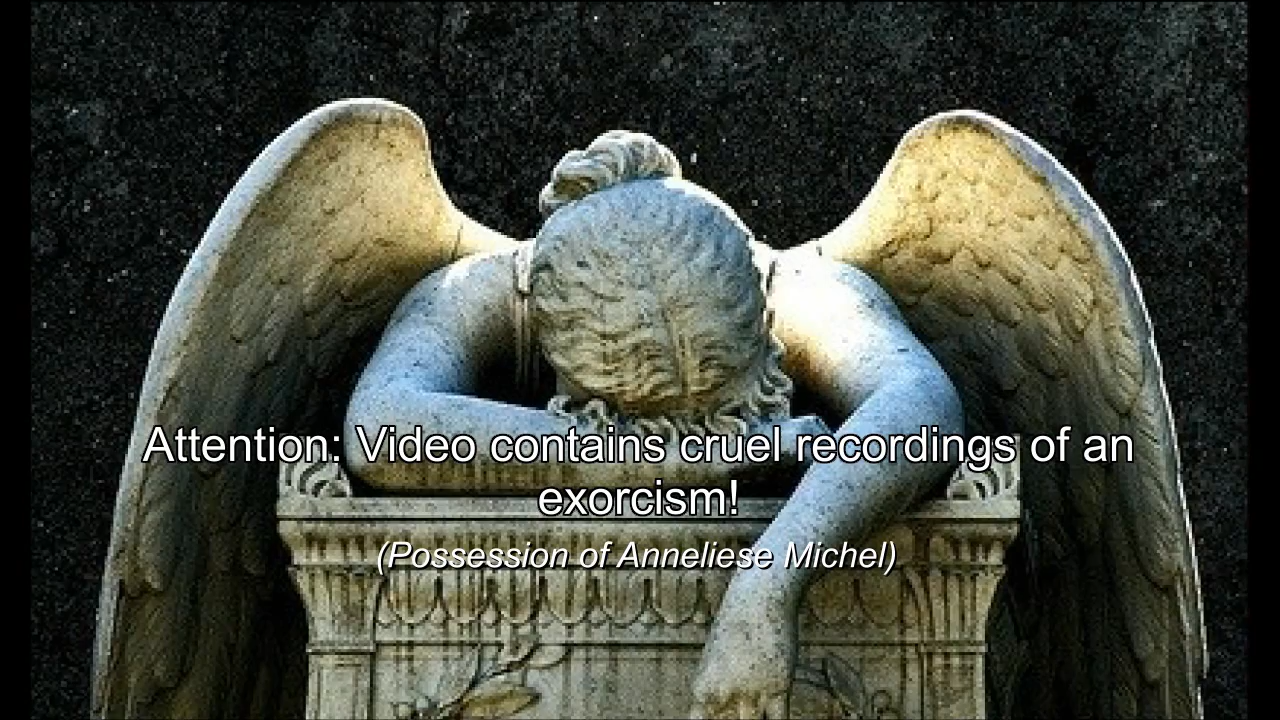 Attention: Video contains cruel recordings of an
exorcism!
(Possession of Anneliese Michel)